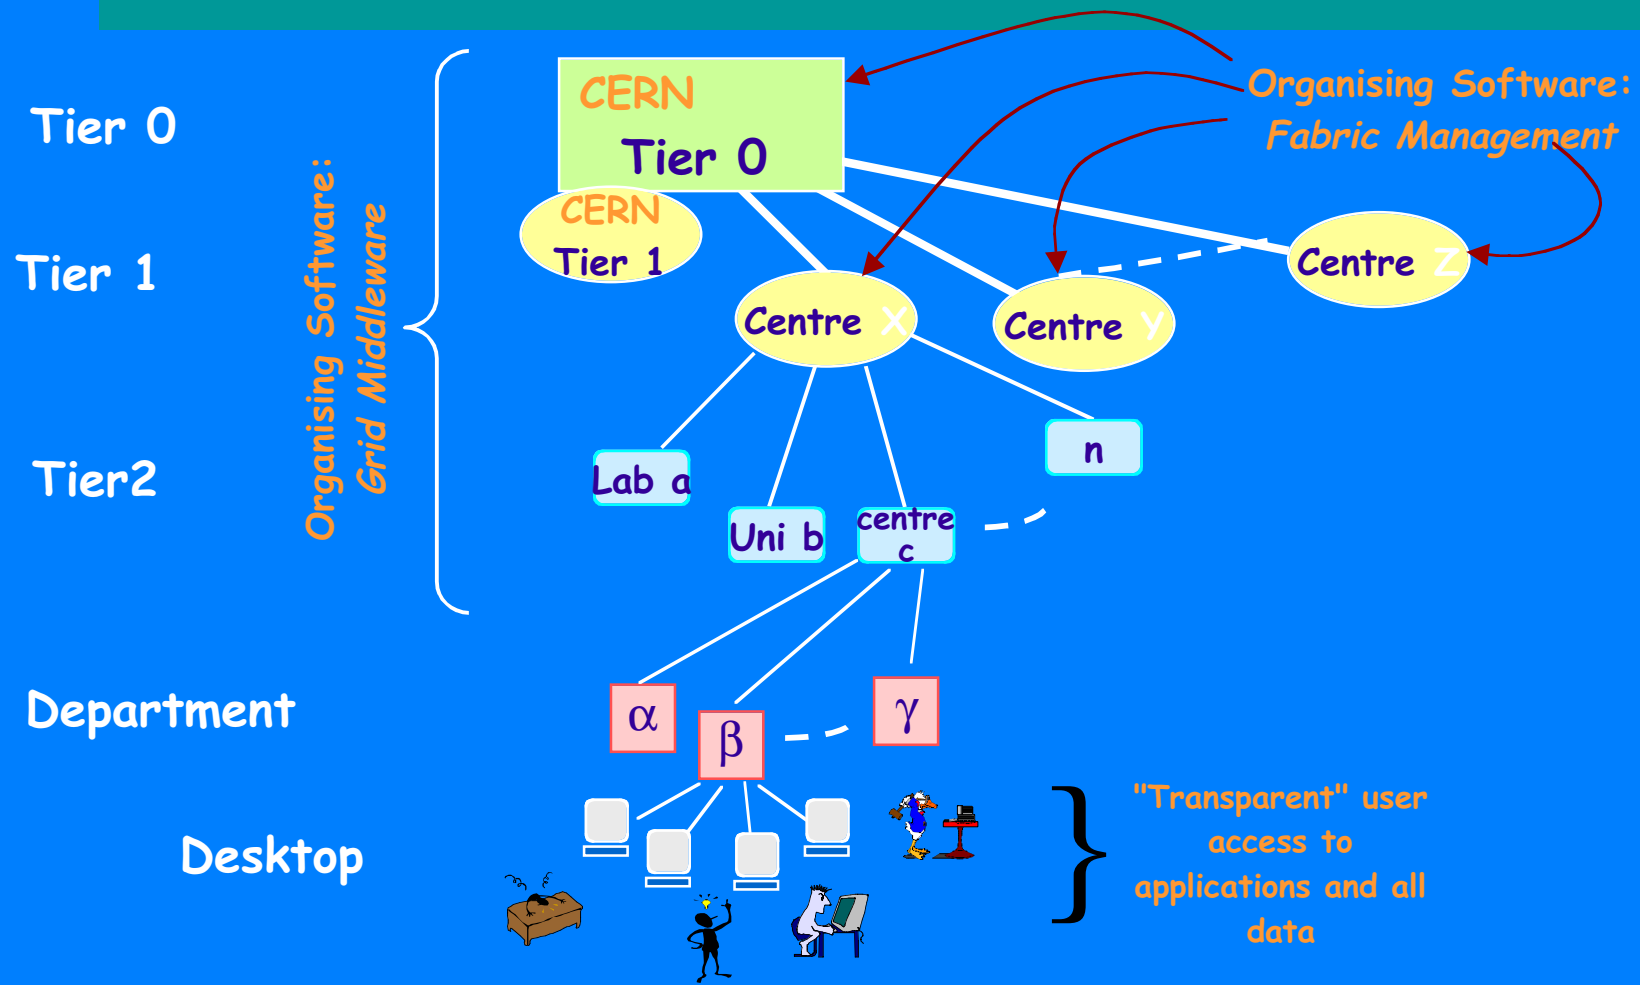 CERN
Tier 0
Organising Software:
Fabric Management
Tier 0
CERN
Tier 1
Tier 1
Centre X
Centre Y
Centre Z
Organising Software:
Grid Middleware
Tier2
Lab a
Uni b
centre
c
n
Department
α
β
γ
Desktop
"Transparent" user
access to
applications and all
data